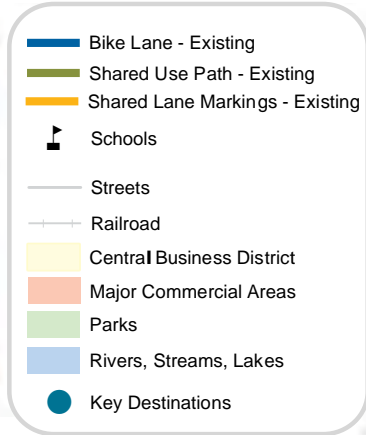 Bike Lane - Existing
Shared Use Path - Existing
Shared Lane Markings - Existing
Schools
Streets
Railroad
Central Business District
Major Commercial Areas
Parks
Rivers, Streams, Lakes
Key Destinations